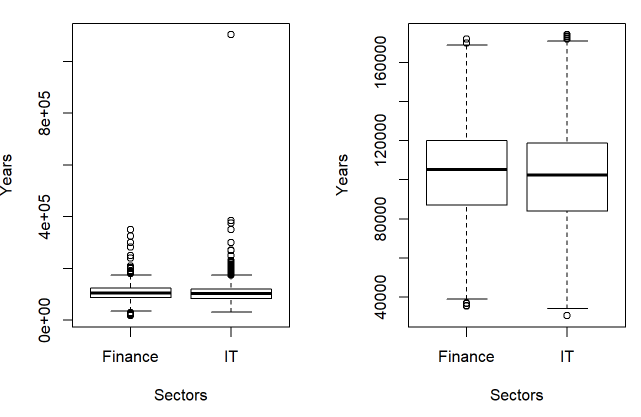 Years
0e+00
4e+05
8e+05
Finance
IT
Sectors
Years
40000
80000
120000
160000
Finance
IT
Sectors